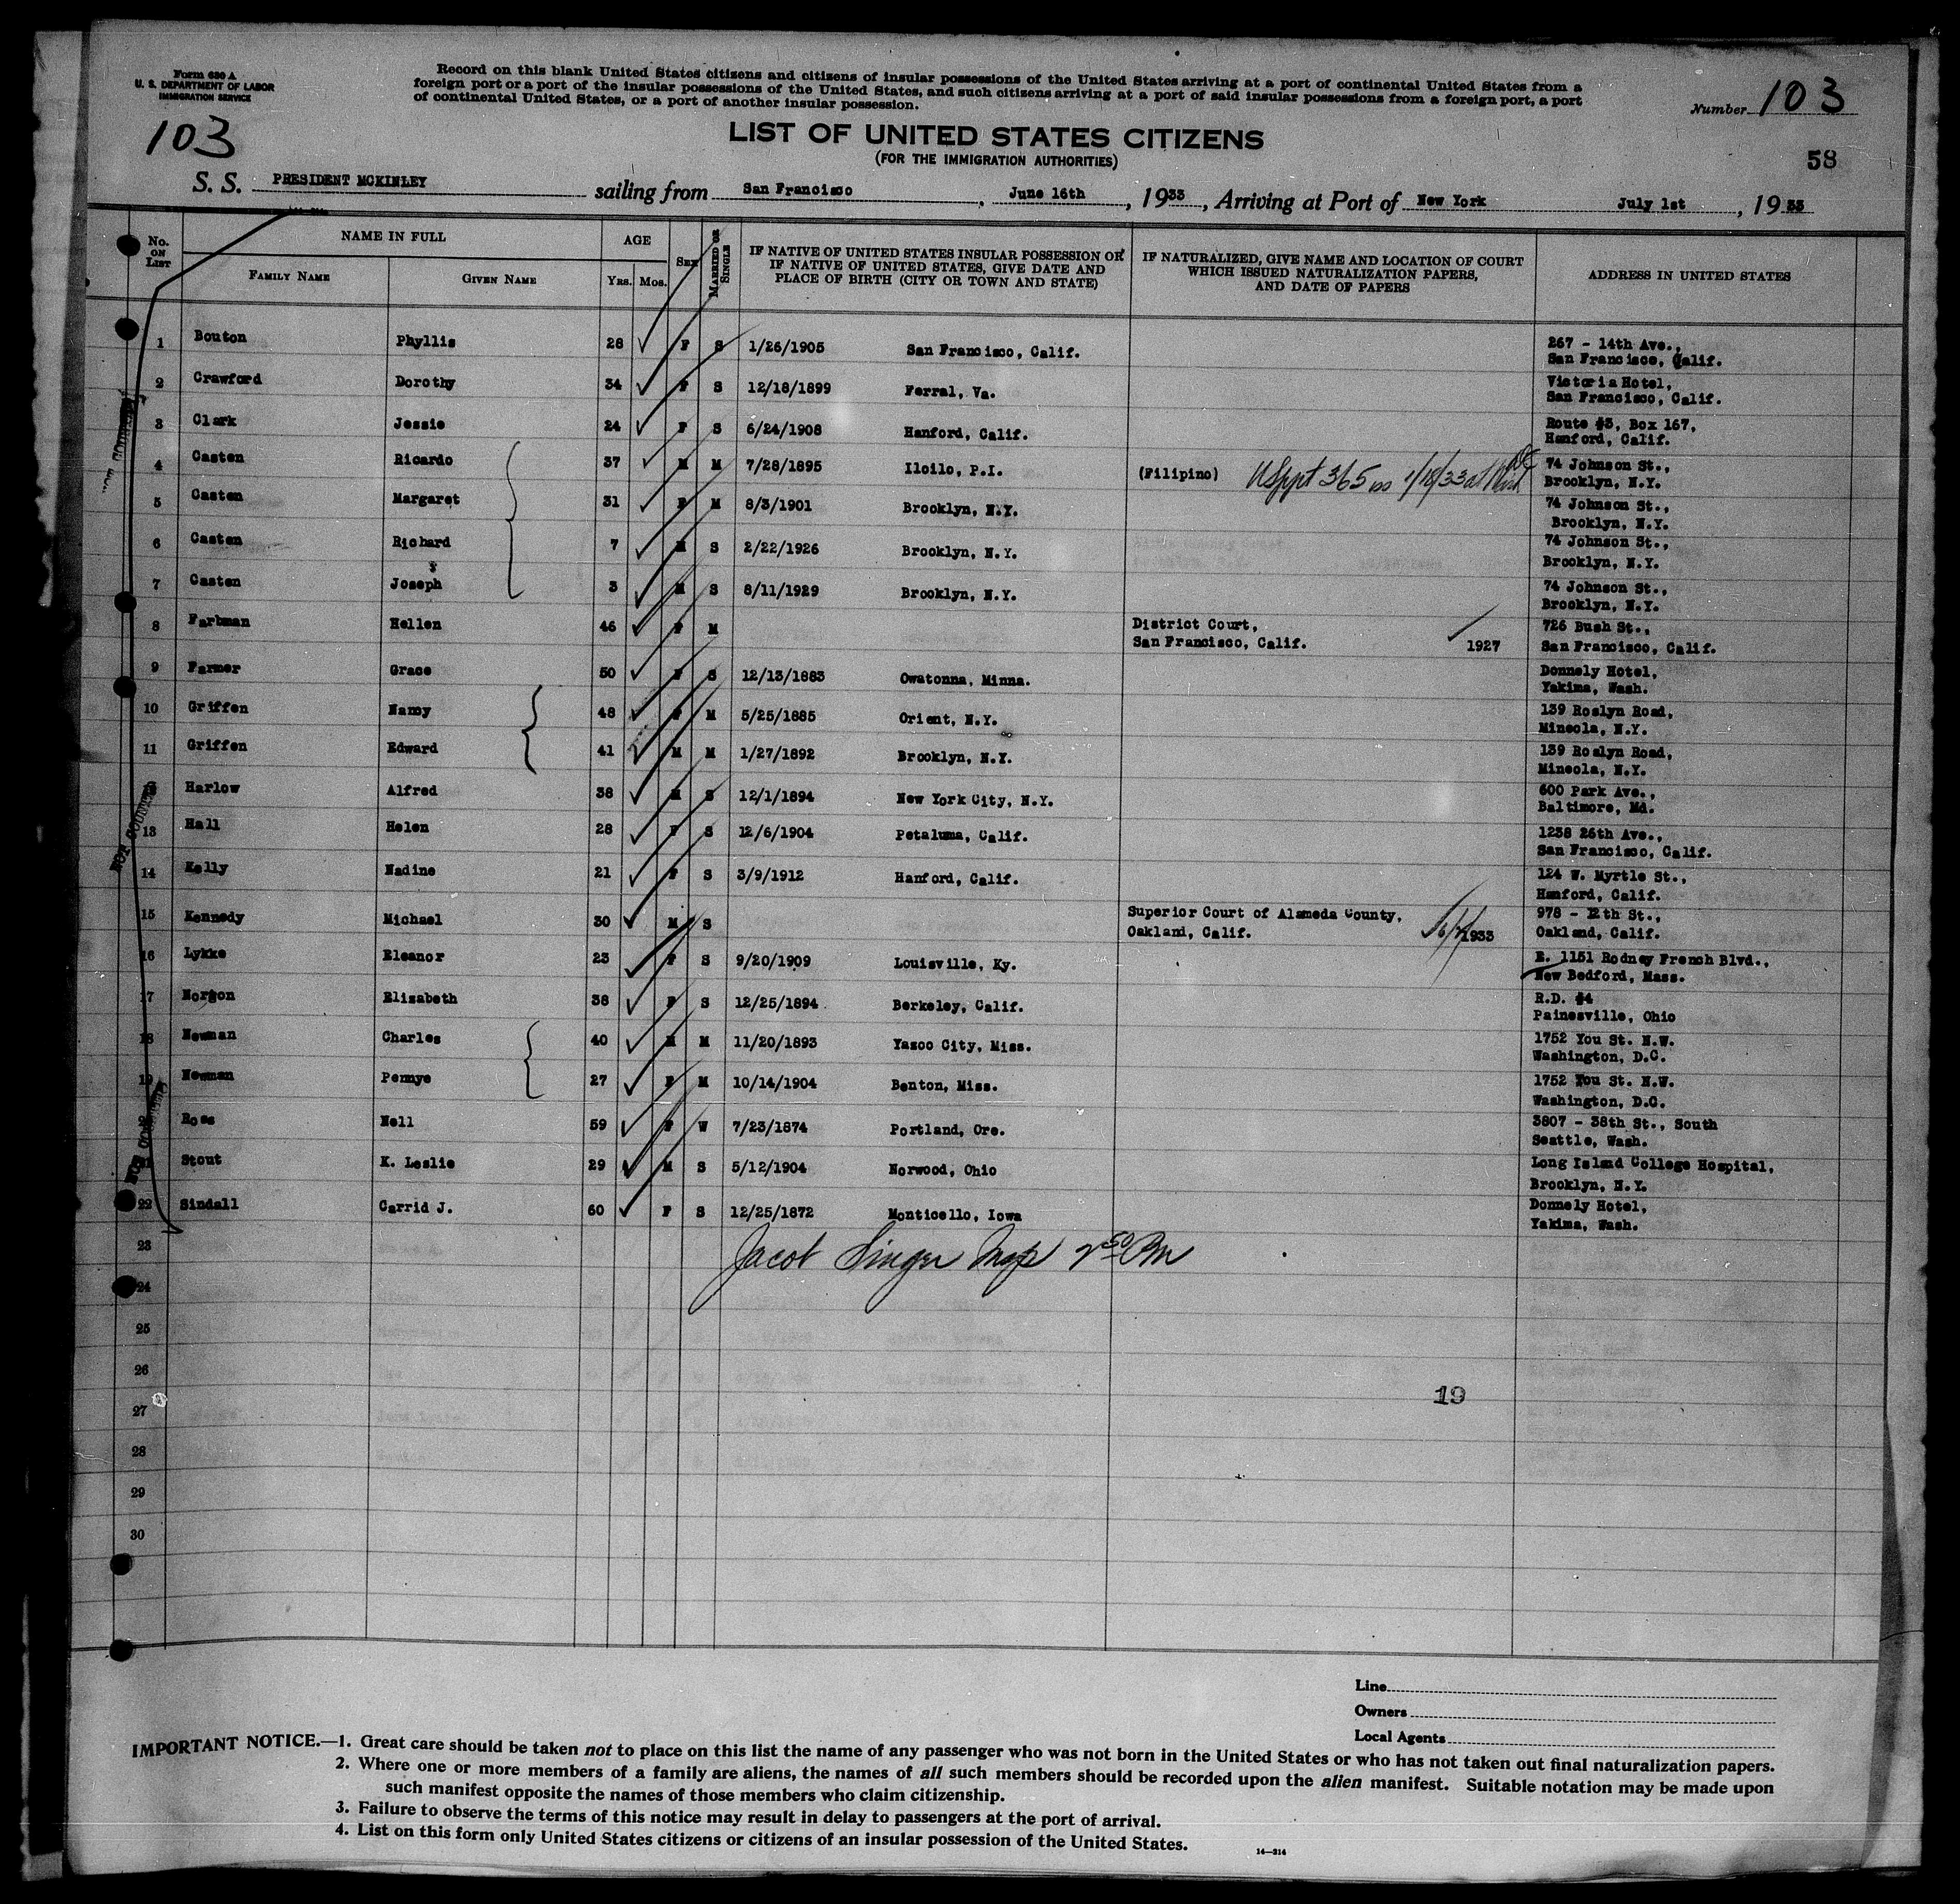 Form 630 A
U. S. DEPARTMENT OF LABOR
IMMIGRATION SERVICE
Record on this blank United States citizens and citizens of insular possessions of the United States arriving at a port of continental United States from a
foreign port or a port of the insular possessions of the United States, and such citizens arriving at a port of said insular possessions from a foreign port, a port
of continental United States, or a port of another insular possession.
Number 103
103
LIST OF UNITED STATES CITIZENS
(FOR THE IMMIGRATION AUTHORITIES)
58
S. S. PRESIDENT MCKINLEY sailing from San Francisco, June 16th, 1933, Arriving at Port of New York July 1st, 1933
No. ON LIST NAME IN FULL FAMILY NAME GIVEN NAME AGE YRS. MOS. SEX MARRIED OR SINGLE IF NATIVE OF UNITED STATES INSULAR POSSESSION OR IF NATIVE OF UNITED STATES, GIVE DATE AND PLACE OF BIRTH (CITY OR TOWN AND STATE) IF NATURALIZED, GIVE NAME AND LOCATION OF COURT WHICH ISSUED NATURALIZATION PAPERS, AND DATE OF PAPERS ADDRESS IN UNITED STATES
1 Bouton Phyllis 28 F S 1/26/1905 San Francisco, Calif. 267 - 14th Ave., San Francisco, Calif.
2 Crawford Dorothy 34 F S 12/18/1899 Ferral, Va. Victoria Hotel, San Francisco, Calif.
3 Clark Jessie 24 F S 6/24/1908 Hanford, Calif. Route #3, Box 167, Hanford, Calif.
4 Casten Ricardo 37 M M 7/28/1895 Iloilo, P.I. (Filipino) US ppt 365 iss 1/18/33 at 74 Johnson St., Brooklyn, N.Y.
5 Casten Margaret 31 F M 8/3/1901 Brooklyn, N.Y. 74 Johnson St., Brooklyn, N.Y.
6 Casten Richard 7 M S 2/22/1926 Brooklyn, N.Y. 74 Johnson St., Brooklyn, N.Y.
7 Casten Joseph 3 M S 8/11/1929 Brooklyn, N.Y. 74 Johnson St., Brooklyn, N.Y.
8 Farbman Hellen 46 F M District Court, San Francisco, Calif. 1927 726 Bush St., San Francisco, Calif.
9 Farmer Grace 50 F S 12/13/1883 Owatonna, Minna. Donnely Hotel, Yakima, Wash.
10 Griffen Nancy 48 F M 5/25/1885 Orient, N.Y. 139 Roslyn Road, Mineola, N.Y.
11 Griffen Edward 41 M M 1/27/1892 Brooklyn, N.Y. 139 Roslyn Road, Mineola, N.Y.
12 Harlow Alfred 38 M S 12/1/1894 New York City, N.Y. 600 Park Ave., Baltimore, Md.
13 Hall Helen 28 F S 12/6/1904 Petaluma, Calif. 1238 26th Ave., San Francisco, Calif.
14 Kelly Nadine 21 F S 3/9/1912 Hanford, Calif. 124 W. Myrtle St., Hanford, Calif.
15 Kennedy Michael 30 M S Superior Court of Alameda County, Oakland, Calif. 1933 978 - 12th St., Oakland, Calif.
16 Lykke Eleanor 23 F S 9/20/1909 Louisville, Ky. E. 1151 Rodney French Blvd., New Bedford, Mass.
17 Elizabeth 38 F S 12/25/1894 Berkeley, Calif. R.D. #4 Painesville, Ohio
18 Newman Charles 40 M M 11/20/1893 Yazoo City, Miss. 1752 You St. N.W. Washington, D.C.
19 Newman Pennye 27 F M 10/14/1904 Benton, Miss. 1752 You St. N.W. Washington, D.C.
20 Ross Nell 59 F W 7/23/1874 Portland, Ore. 3807 - 38th St., South Seattle, Wash.
21 Stout K. Leslie 29 M S 5/12/1904 Norwood, Ohio Long Island College Hospital, Brooklyn, N.Y.
22 Sindall Carrid J. 60 F S 12/25/1872 Monticello, Iowa Donnely Hotel, Yakima, Wash.
23
Jacob Singer Insp 2 50 PM
24
25
26
27
19
28
29
30
Line
Owners
Local Agents
IMPORTANT NOTICE.—1. Great care should be taken not to place on this list the name of any passenger who was not born in the United States or who has not taken out final naturalization papers.
2. Where one or more members of a family are aliens, the names of all such members should be recorded upon the alien manifest. Suitable notation may be made upon
such manifest opposite the names of those members who claim citizenship.
3. Failure to observe the terms of this notice may result in delay to passengers at the port of arrival.
4. List on this form only United States citizens or citizens of an insular possession of the United States.
14—214